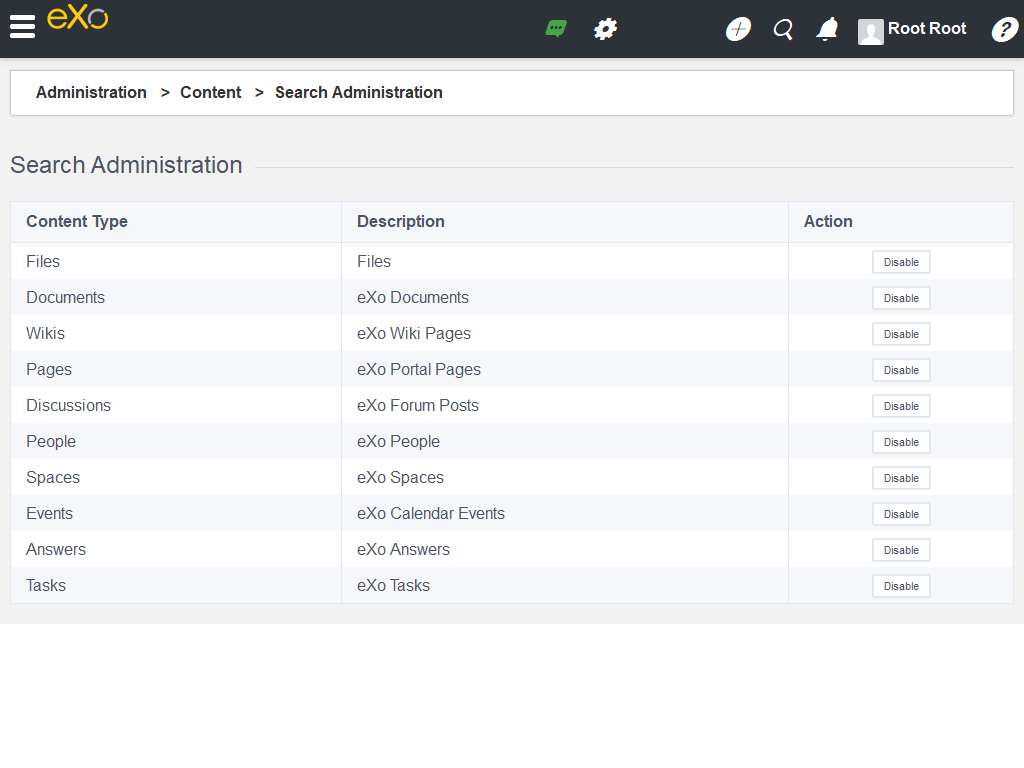 eXo
Root Root
?
Administration > Content > Search Administration
Search Administration
Content Type Description Action
Files Files Disable
Documents eXo Documents Disable
Wikis eXo Wiki Pages Disable
Pages eXo Portal Pages Disable
Discussions eXo Forum Posts Disable
People eXo People Disable
Spaces eXo Spaces Disable
Events eXo Calendar Events Disable
Answers eXo Answers Disable
Tasks eXo Tasks Disable